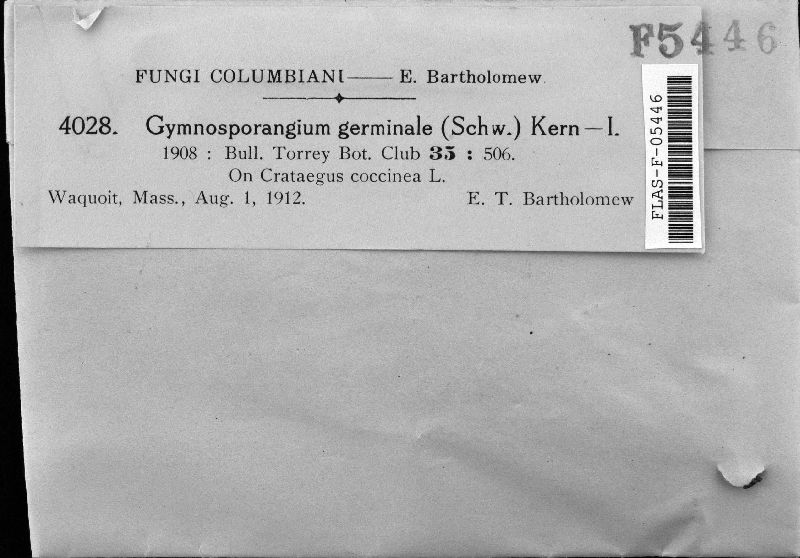 F5446
FUNGI COLUMBIANI—— E. Bartholomew.
4028. Gymnosporangium germinale (Schw.) Kern — I.
1908 : Bull. Torrey Bot. Club 35 : 506.
On Crataegus coccinea L.
Waquoit, Mass., Aug. 1, 1912. E. T. Bartholomew
FLAS-F-05446